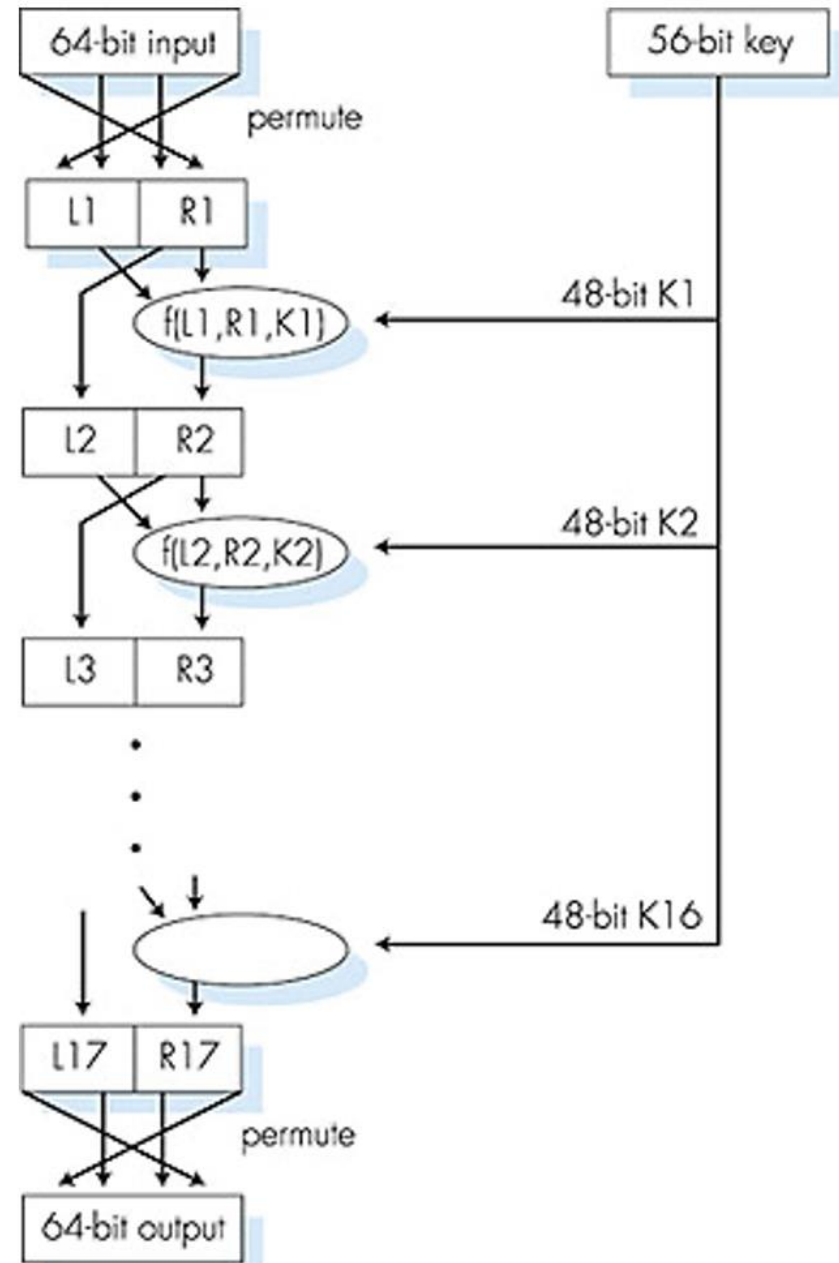 64-bit input
56-bit key
permute
L1 R1
48-bit K1
f(L1,R1,K1)
L2 R2
48-bit K2
f(L2,R2,K2)
L3 R3
48-bit K16
L17 R17
permute
64-bit output